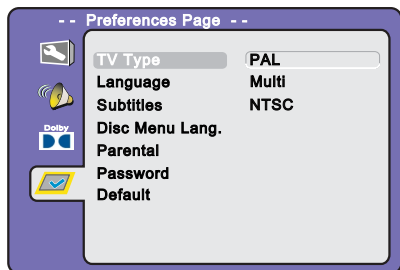 -- Preferences Page --
TV Type PAL
Language Multi
Subtitles NTSC
Disc Menu Lang.
Parental
Password
Default
Dolby